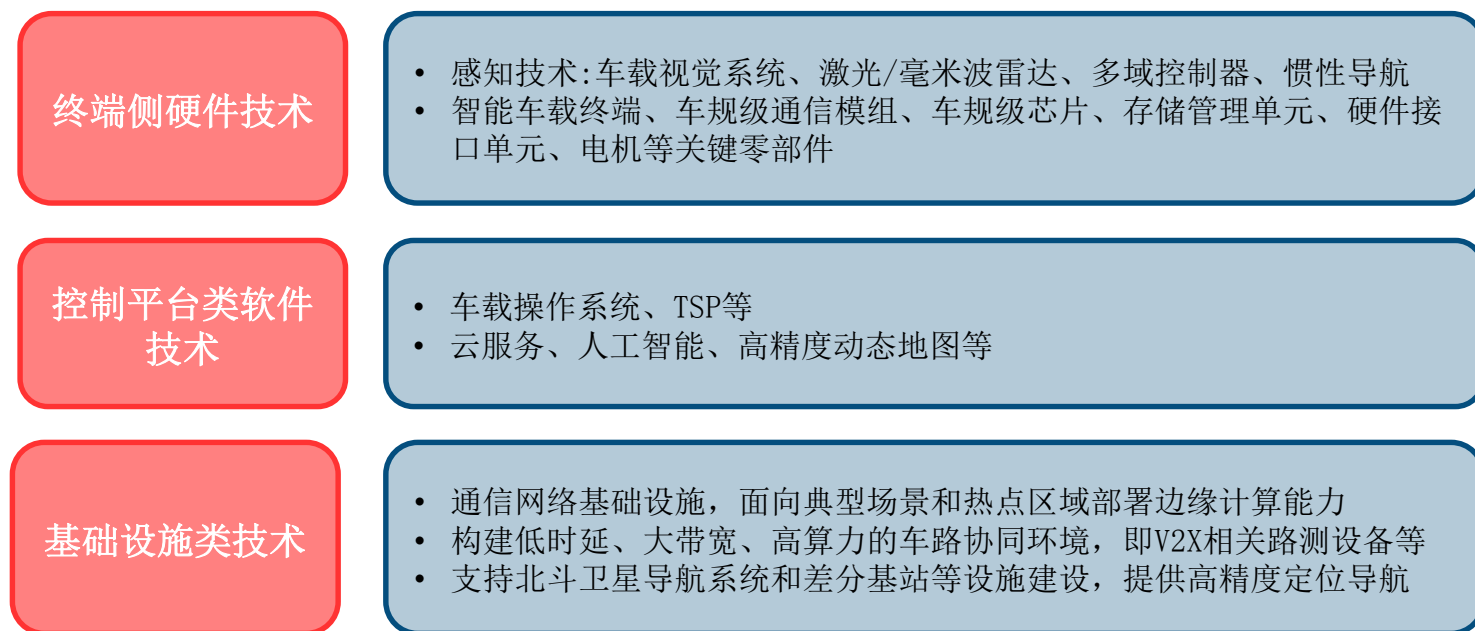 终端侧硬件技术
• 感知技术:车载视觉系统、激光/毫米波雷达、多域控制器、惯性导航
• 智能车载终端、车规级通信模组、车规级芯片、存储管理单元、硬件接
口单元、电机等关键零部件
控制平台类软件
技术
• 车载操作系统、TSP等
• 云服务、人工智能、高精度动态地图等
基础设施类技术
• 通信网络基础设施，面向典型场景和热点区域部署边缘计算能力
• 构建低时延、大带宽、高算力的车路协同环境，即V2X相关路测设备等
• 支持北斗卫星导航系统和差分基站等设施建设，提供高精度定位导航